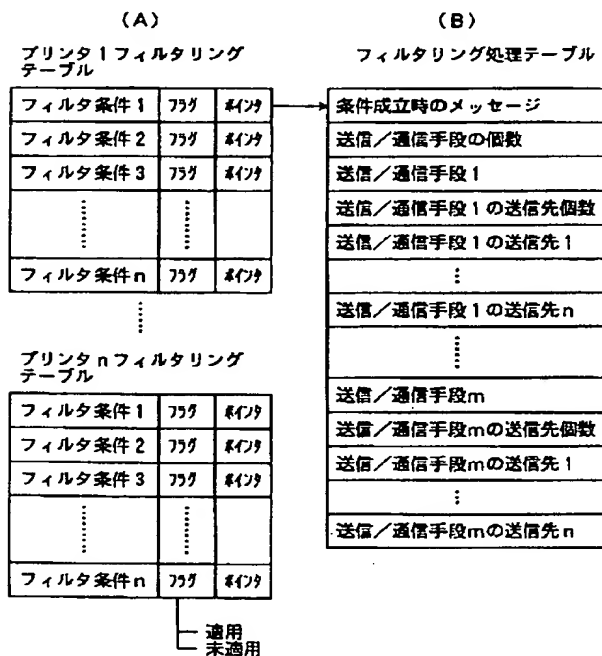 (A)
プリンタ1フィルタリング
テーブル
フィルタ条件1 フラグ ポインタ
フィルタ条件2 フラグ ポインタ
フィルタ条件3 フラグ ポインタ
フィルタ条件n フラグ ポインタ
プリンタnフィルタリング
テーブル
フィルタ条件1 フラグ ポインタ
フィルタ条件2 フラグ ポインタ
フィルタ条件3 フラグ ポインタ
フィルタ条件n フラグ ポインタ
適用
未適用
(B)
フィルタリング処理テーブル
条件成立時のメッセージ
送信/通信手段の個数
送信/通信手段1
送信/通信手段1の送信先個数
送信/通信手段1の送信先1
送信/通信手段1の送信先n
送信/通信手段m
送信/通信手段mの送信先個数
送信/通信手段mの送信先1
送信/通信手段mの送信先n